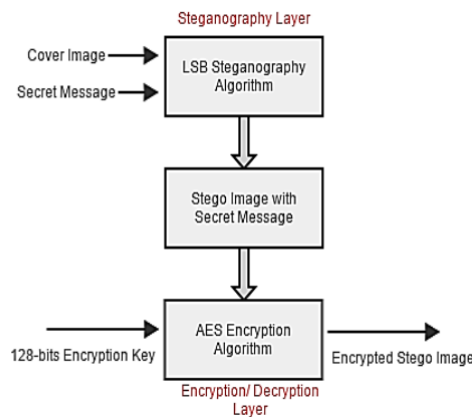 Steganography Layer
Cover Image
Secret Message
LSB Steganography
Algorithm
Stego Image with
Secret Message
128-bits Encryption Key
AES Encryption
Algorithm
Encrypted Stego Image
Encryption/ Decryption
Layer